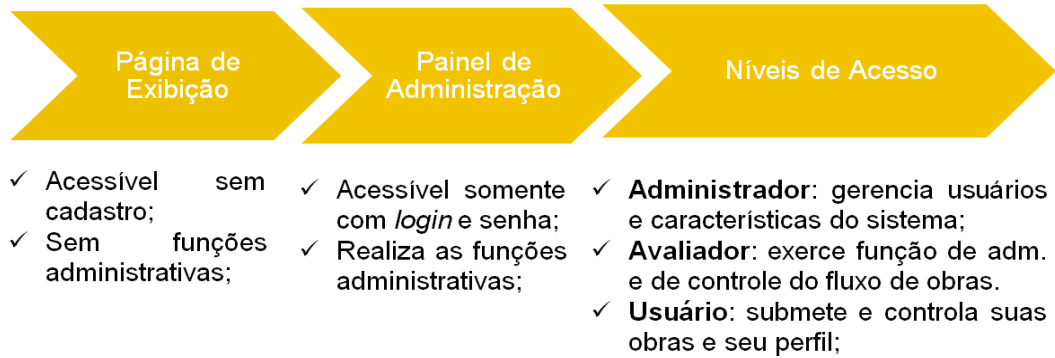 Página de
Exibição
Painel de
Administração
Níveis de Acesso
✓ Acessível sem
cadastro;
✓ Sem funções
administrativas;
✓ Acessível somente
com login e senha;
✓ Realiza as funções
administrativas;
✓ Administrador: gerencia usuários
e características do sistema;
✓ Avaliador: exerce função de adm.
e de controle do fluxo de obras.
✓ Usuário: submete e controla suas
obras e seu perfil;